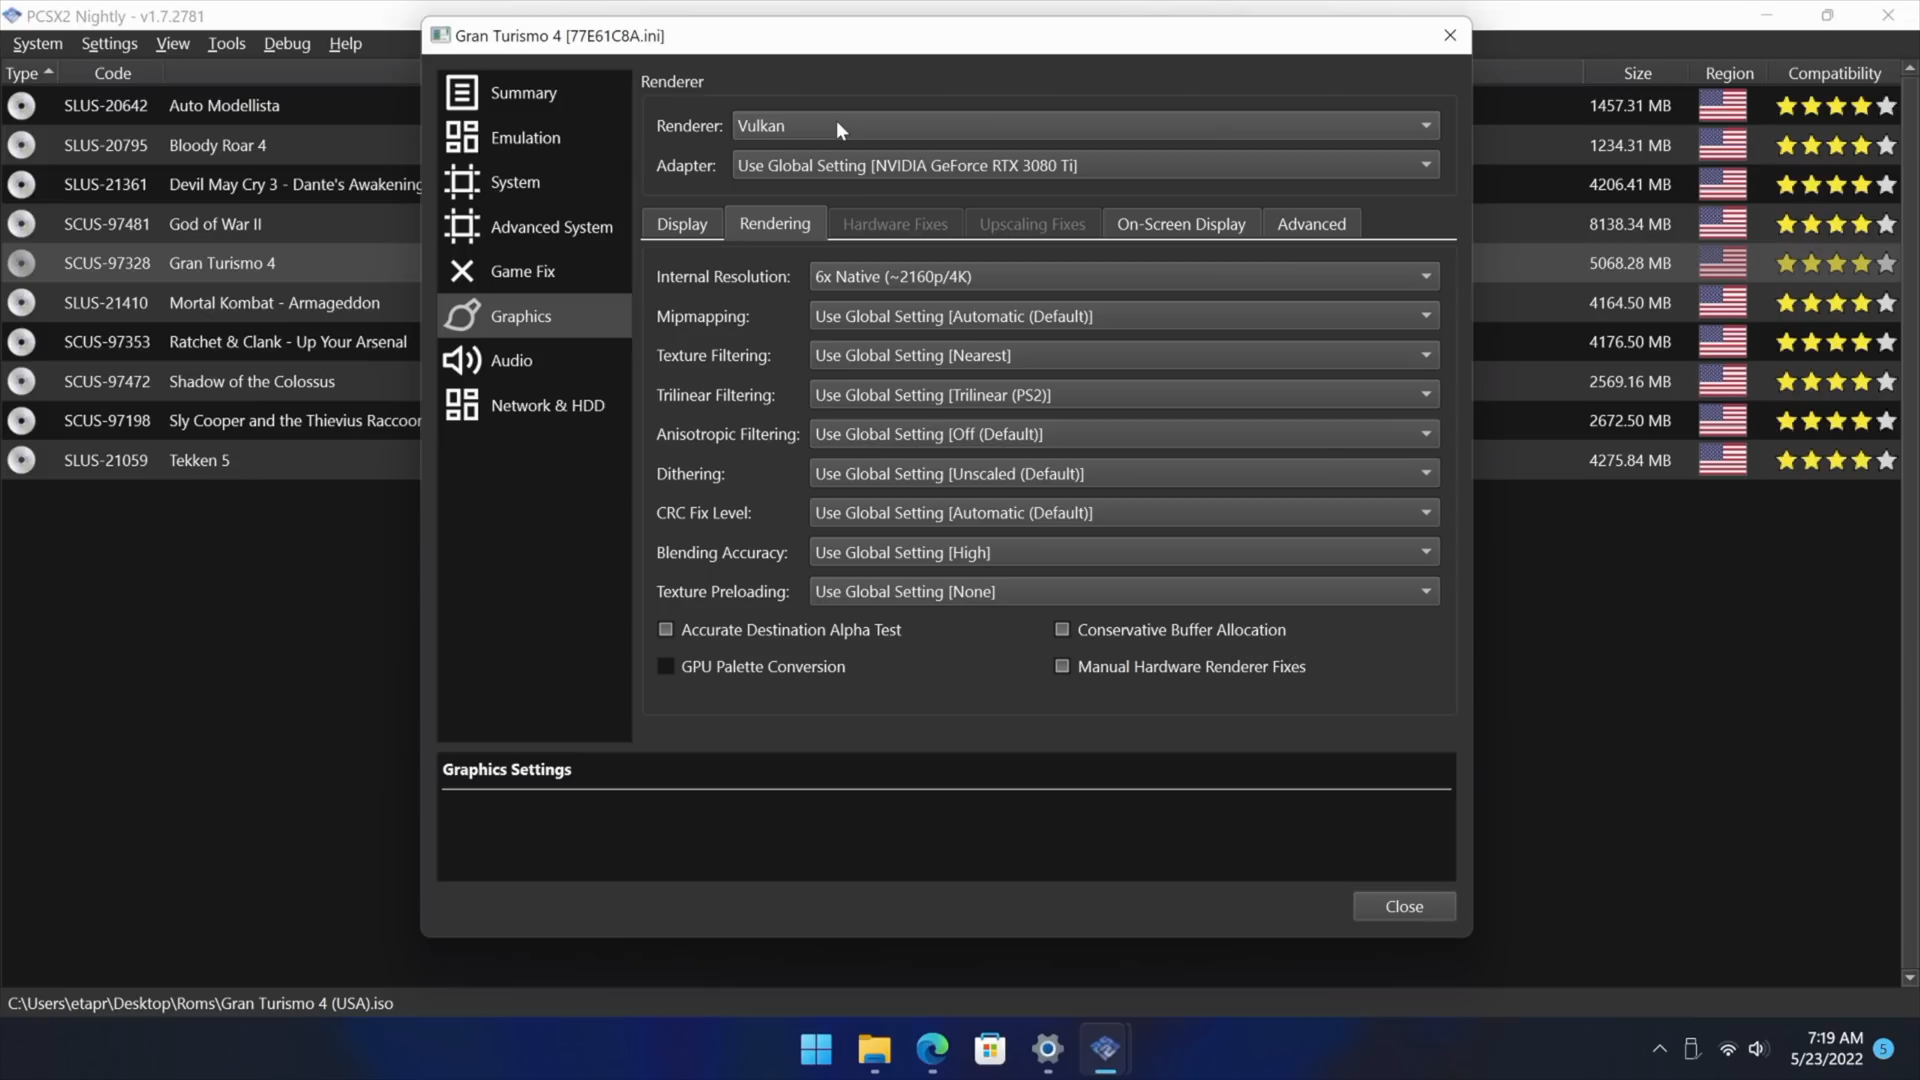 PCSX2 Nightly - v1.7.2781
System Settings View Tools Debug Help
Type Code Size Region Compatibility
SLUS-20642 Auto Modellista 1457.31 MB
SLUS-20795 Bloody Roar 4 1234.31 MB
SLUS-21361 Devil May Cry 3 - Dante's Awakening 4206.41 MB
SCUS-97481 God of War II 8138.34 MB
SCUS-97328 Gran Turismo 4 5068.28 MB
SLUS-21410 Mortal Kombat - Armageddon 4164.50 MB
SCUS-97353 Ratchet & Clank - Up Your Arsenal 4176.50 MB
SCUS-97472 Shadow of the Colossus 2569.16 MB
SCUS-97198 Sly Cooper and the Thievius Raccoon 2672.50 MB
SLUS-21059 Tekken 5 4275.84 MB
Gran Turismo 4 [77E61C8A.ini]
Summary
Emulation
System
Advanced System
Game Fix
Graphics
Audio
Network & HDD
Renderer
Renderer: Vulkan
Adapter: Use Global Setting [NVIDIA GeForce RTX 3080 Ti]
Display Rendering Hardware Fixes Upscaling Fixes On-Screen Display Advanced
Internal Resolution: 6x Native (~2160p/4K)
Mipmapping: Use Global Setting [Automatic (Default)]
Texture Filtering: Use Global Setting [Nearest]
Trilinear Filtering: Use Global Setting [Trilinear (PS2)]
Anisotropic Filtering: Use Global Setting [Off (Default)]
Dithering: Use Global Setting [Unscaled (Default)]
CRC Fix Level: Use Global Setting [Automatic (Default)]
Blending Accuracy: Use Global Setting [High]
Texture Preloading: Use Global Setting [None]
Accurate Destination Alpha Test Conservative Buffer Allocation
GPU Palette Conversion Manual Hardware Renderer Fixes
Graphics Settings
Close
C:\Users\etapr\Desktop\Roms\Gran Turismo 4 (USA).iso
7:19 AM
5/23/2022 5